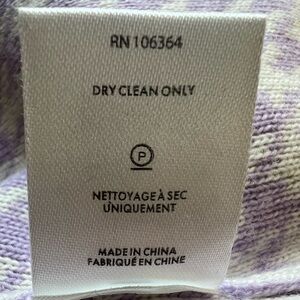 RN 106364
DRY CLEAN ONLY
P
NETTOYAGE À SEC
UNIQUEMENT
MADE IN CHINA
FABRIQUÉ EN CHINE